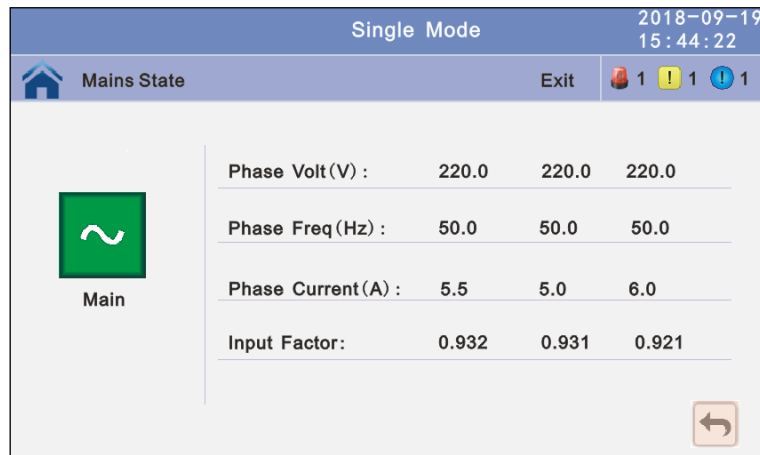 Single Mode
2018-09-19
15:44:22
Mains State Exit 1 ! 1 ! 1
Phase Volt(V): 220.0 220.0 220.0
Phase Freq(Hz): 50.0 50.0 50.0
Main
Phase Current(A): 5.5 5.0 6.0
Input Factor: 0.932 0.931 0.921